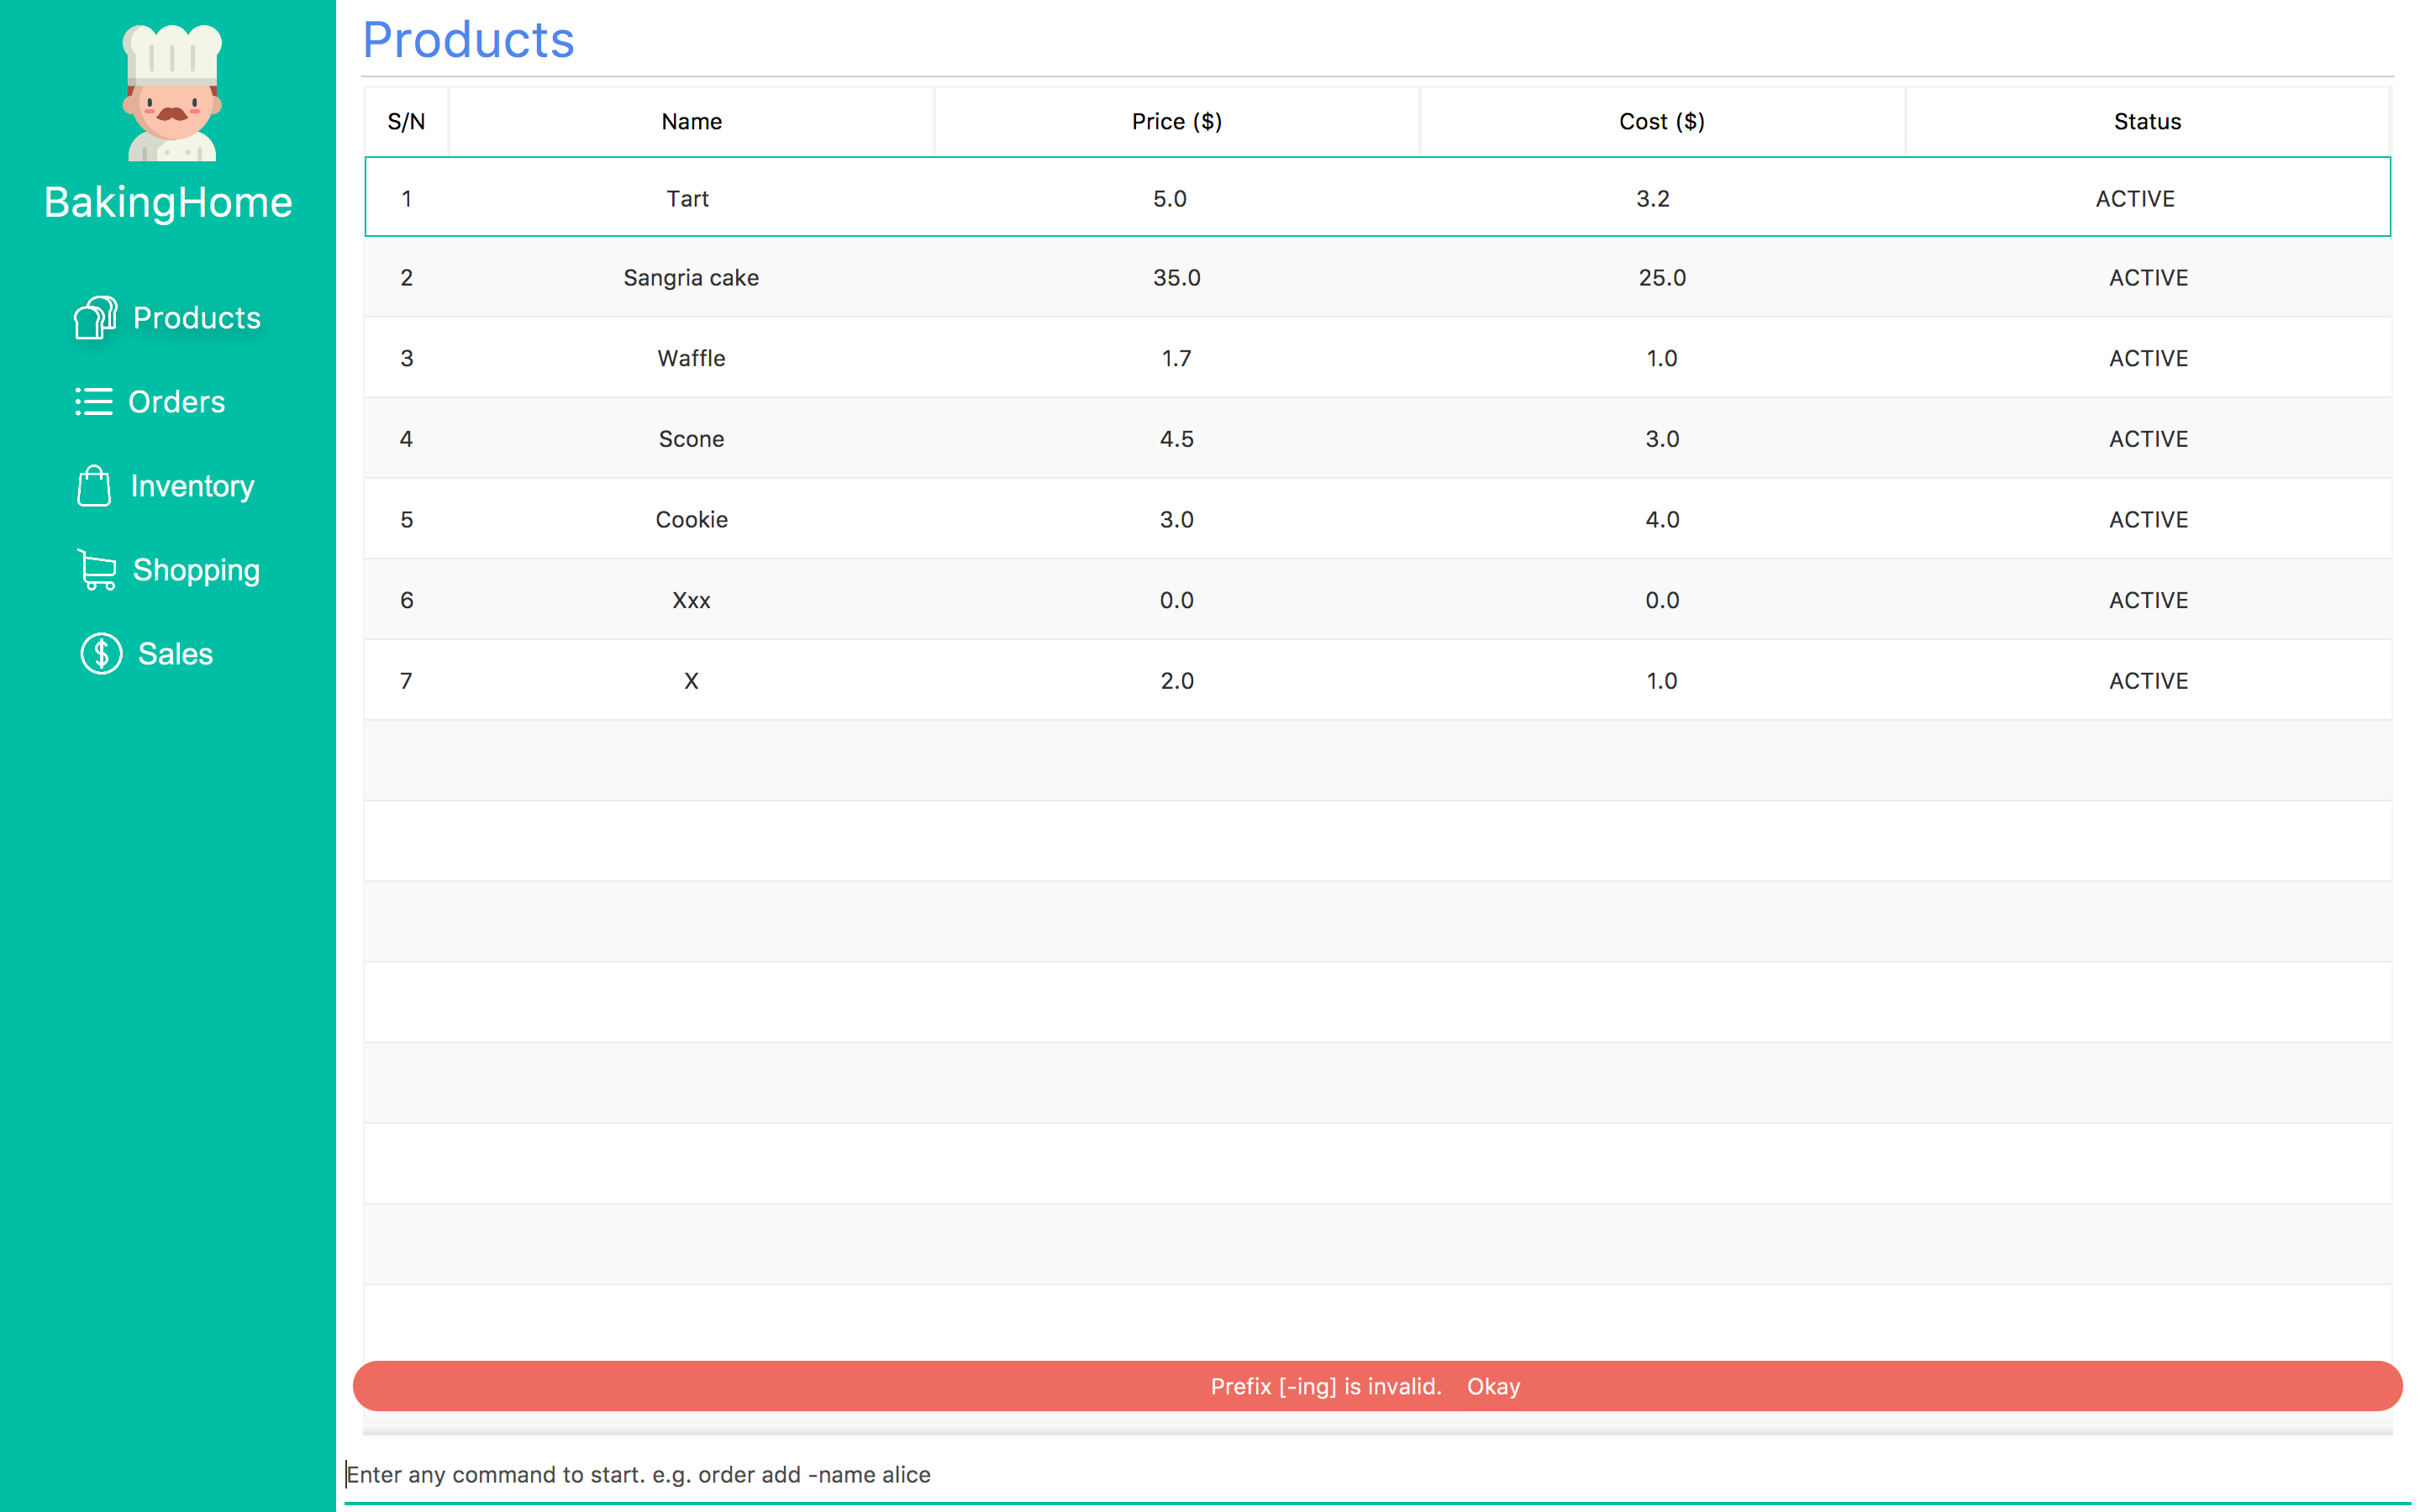 BakingHome
Products
Orders
Inventory
Shopping
Sales
Products
S/N Name Price ($) Cost ($) Status
1 Tart 5.0 3.2 ACTIVE
2 Sangria cake 35.0 25.0 ACTIVE
3 Waffle 1.7 1.0 ACTIVE
4 Scone 4.5 3.0 ACTIVE
5 Cookie 3.0 4.0 ACTIVE
6 Xxx 0.0 0.0 ACTIVE
7 X 2.0 1.0 ACTIVE
Prefix [-ing] is invalid. Okay
Enter any command to start. e.g. order add -name alice